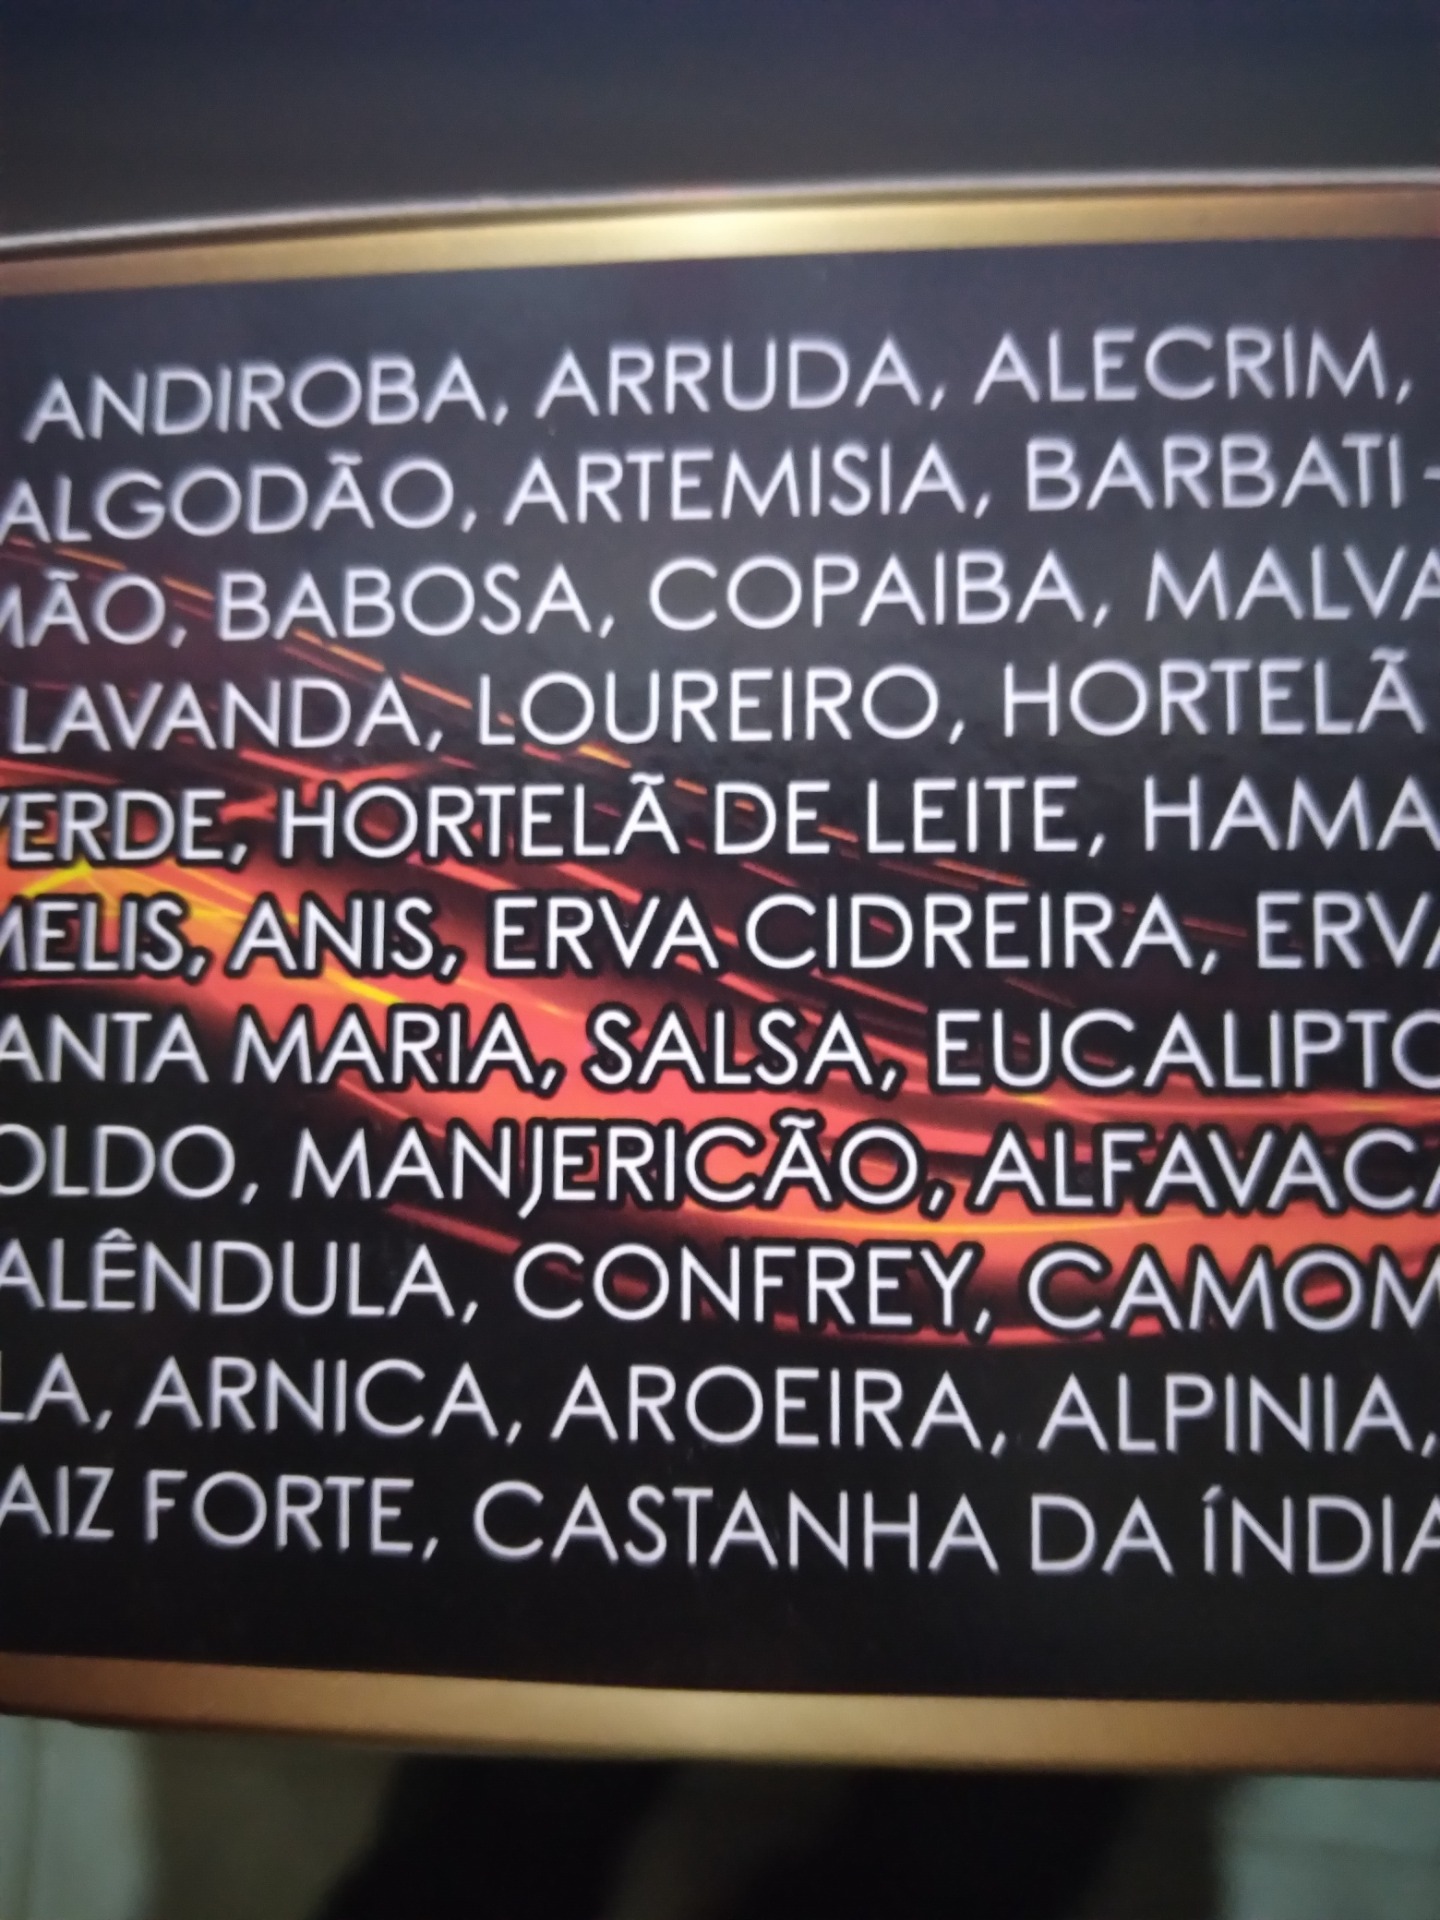 ANDIROBA, ARRUDA, ALECRIM,
ALGODÃO, ARTEMISIA, BARBATI-
MÃO, BABOSA, COPAIBA, MALVA
LAVANDA, LOUREIRO, HORTELÃ
VERDE, HORTELÃ DE LEITE, HAMA
MELIS, ANIS, ERVA CIDREIRA, ERVA
ANTA MARIA, SALSA, EUCALIPTO
OLDO, MANJERICÃO, ALFAVACA
ALÊNDULA, CONFREY, CAMOM
LA, ARNICA, AROEIRA, ALPINIA,
AIZ FORTE, CASTANHA DA ÍNDIA